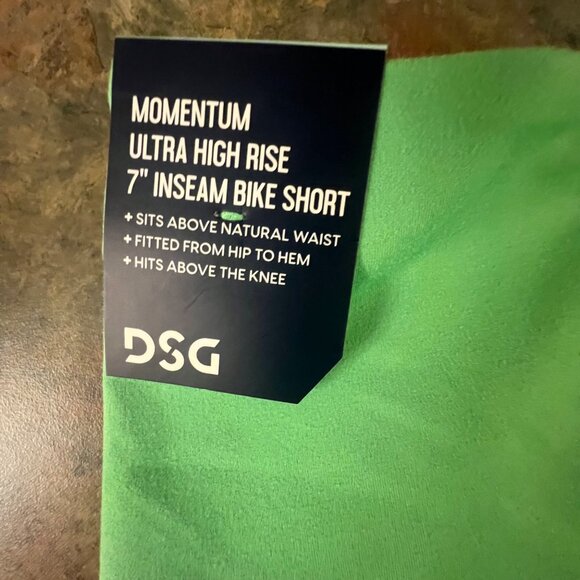 MOMENTUM
ULTRA HIGH RISE
7" INSEAM BIKE SHORT
+ SITS ABOVE NATURAL WAIST
+ FITTED FROM HIP TO HEM
+ HITS ABOVE THE KNEE
DSG